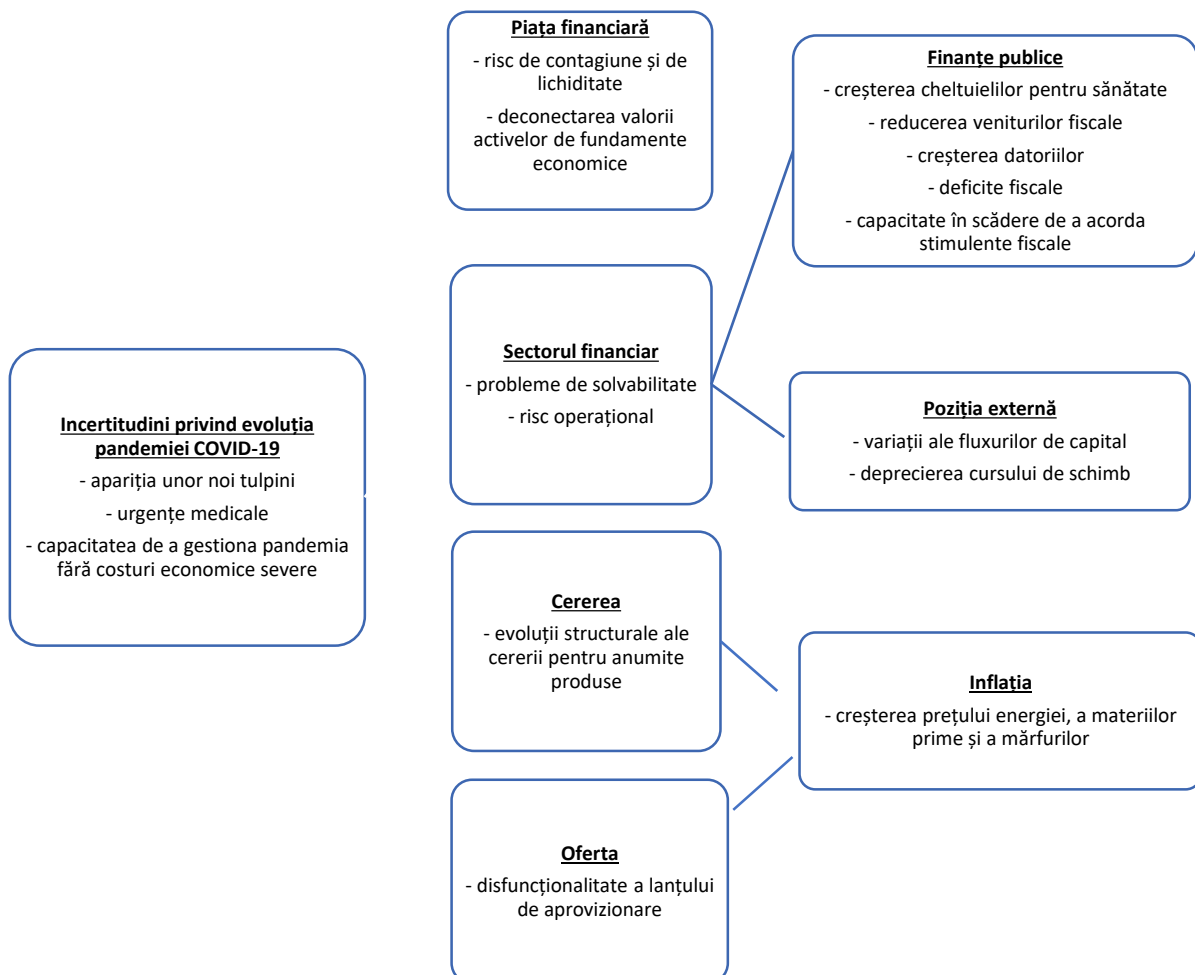 Incertitudini privind evoluția
pandemiei COVID-19
- apariția unor noi tulpini
- urgențe medicale
- capacitatea de a gestiona pandemia
fără costuri economice severe
Piața financiară
- risc de contagiune și de
lichiditate
- deconectarea valorii
activelor de fundamente
economice
Sectorul financiar
- probleme de solvabilitate
- risc operațional
Cererea
- evoluții structurale ale
cererii pentru anumite
produse
Oferta
- disfuncționalitate a lanțului
de aprovizionare
Finanțe publice
- creșterea cheltuielilor pentru sănătate
- reducerea veniturilor fiscale
- creșterea datoriilor
- deficite fiscale
- capacitate în scădere de a acorda
stimulente fiscale
Poziția externă
- variații ale fluxurilor de capital
- deprecierea cursului de schimb
Inflația
- creșterea prețului energiei, a materiilor
prime și a mărfurilor